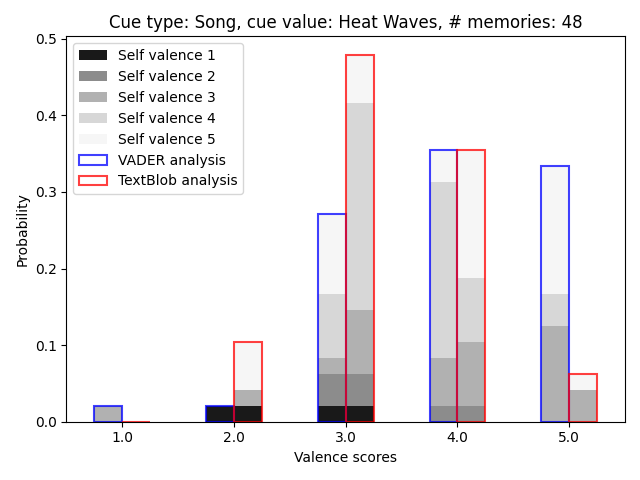 Cue type: Song, cue value: Heat Waves, # memories: 48
Self valence 1
Self valence 2
Self valence 3
Self valence 4
Self valence 5
VADER analysis
TextBlob analysis
Probability
0.5
0.4
0.3
0.2
0.1
0.0
1.0 2.0 3.0 4.0 5.0
Valence scores